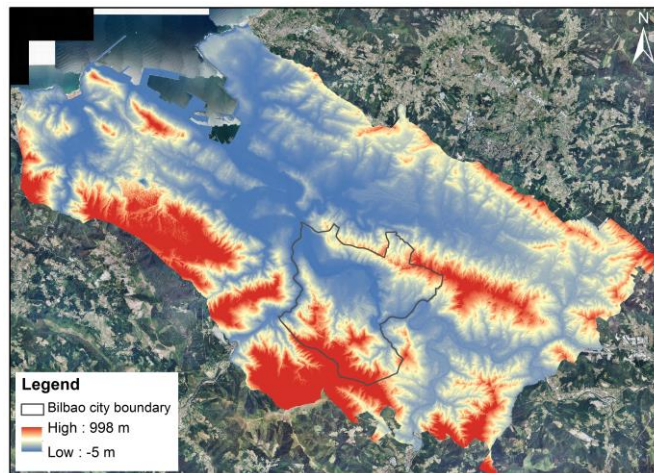 N
Legend
Bilbao city boundary
High : 998 m
Low : -5 m